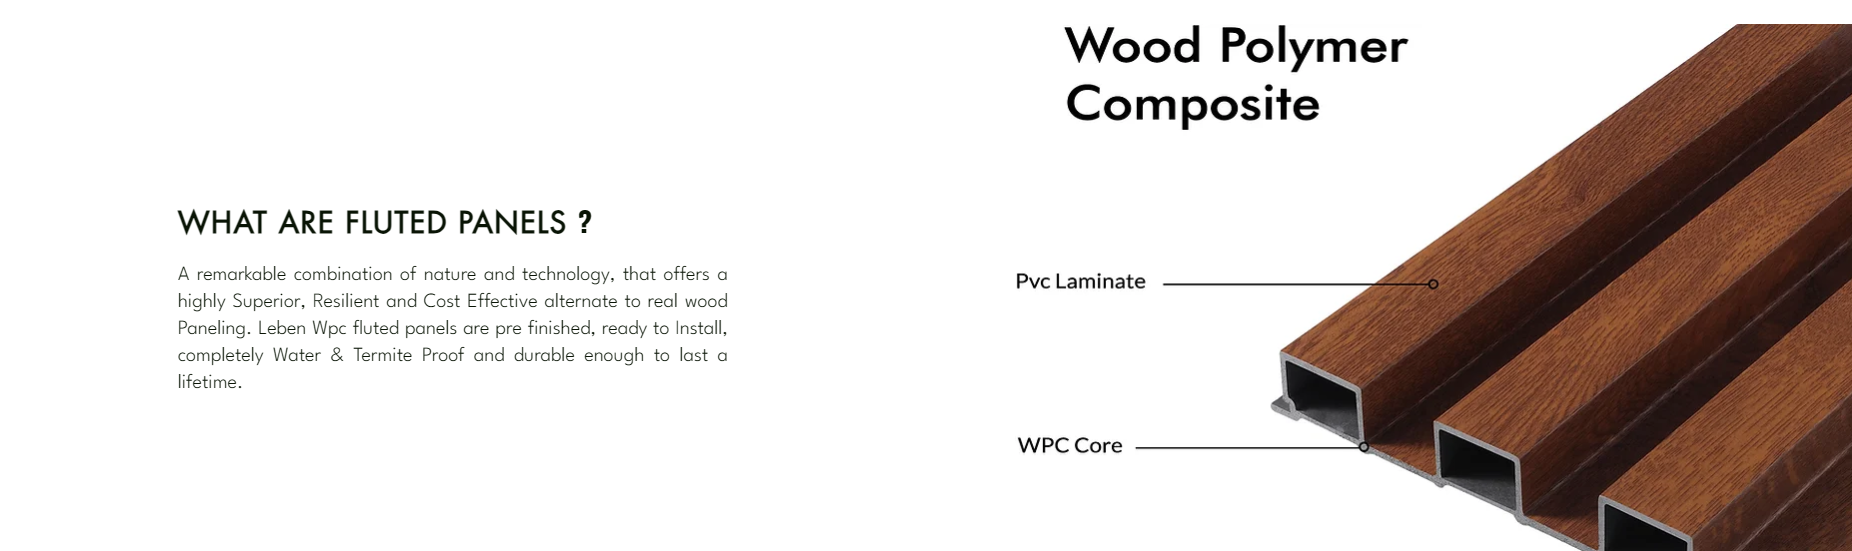 Wood Polymer
Composite
WHAT ARE FLUTED PANELS ?
A remarkable combination of nature and technology, that offers a
highly Superior, Resilient and Cost Effective alternate to real wood
Paneling. Leben Wpc fluted panels are pre finished, ready to Install,
completely Water & Termite Proof and durable enough to last a
lifetime.
Pvc Laminate
WPC Core